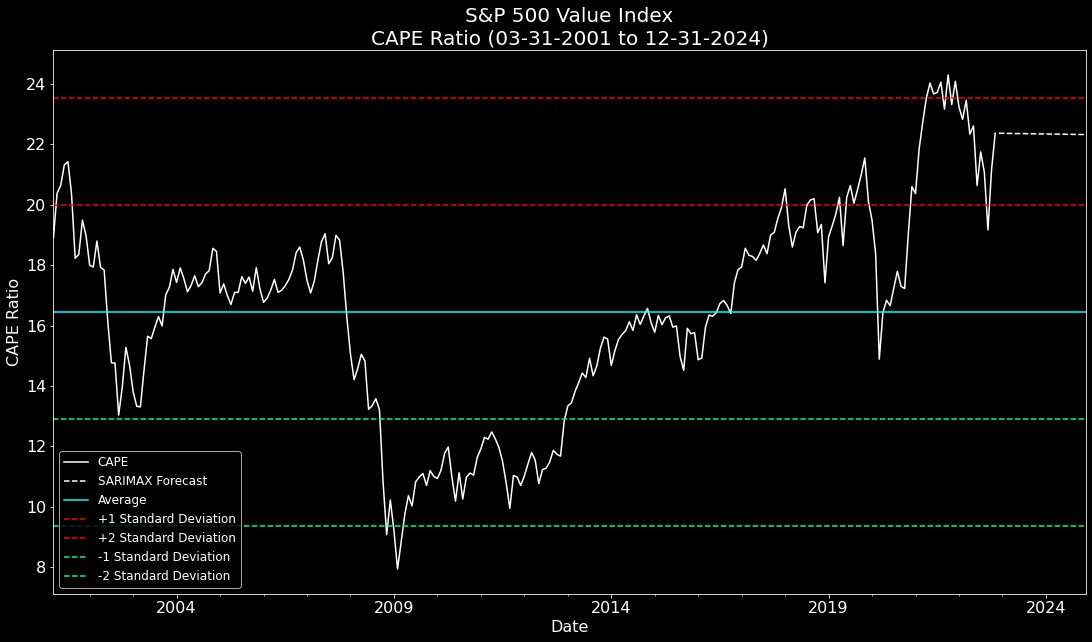 S&P 500 Value Index
CAPE Ratio (03-31-2001 to 12-31-2024)
CAPE Ratio
24
22
20
18
16
14
12
10
8
CAPE
SARIMAX Forecast
Average
+1 Standard Deviation
+2 Standard Deviation
-1 Standard Deviation
-2 Standard Deviation
2004 2009 2014 2019 2024
Date